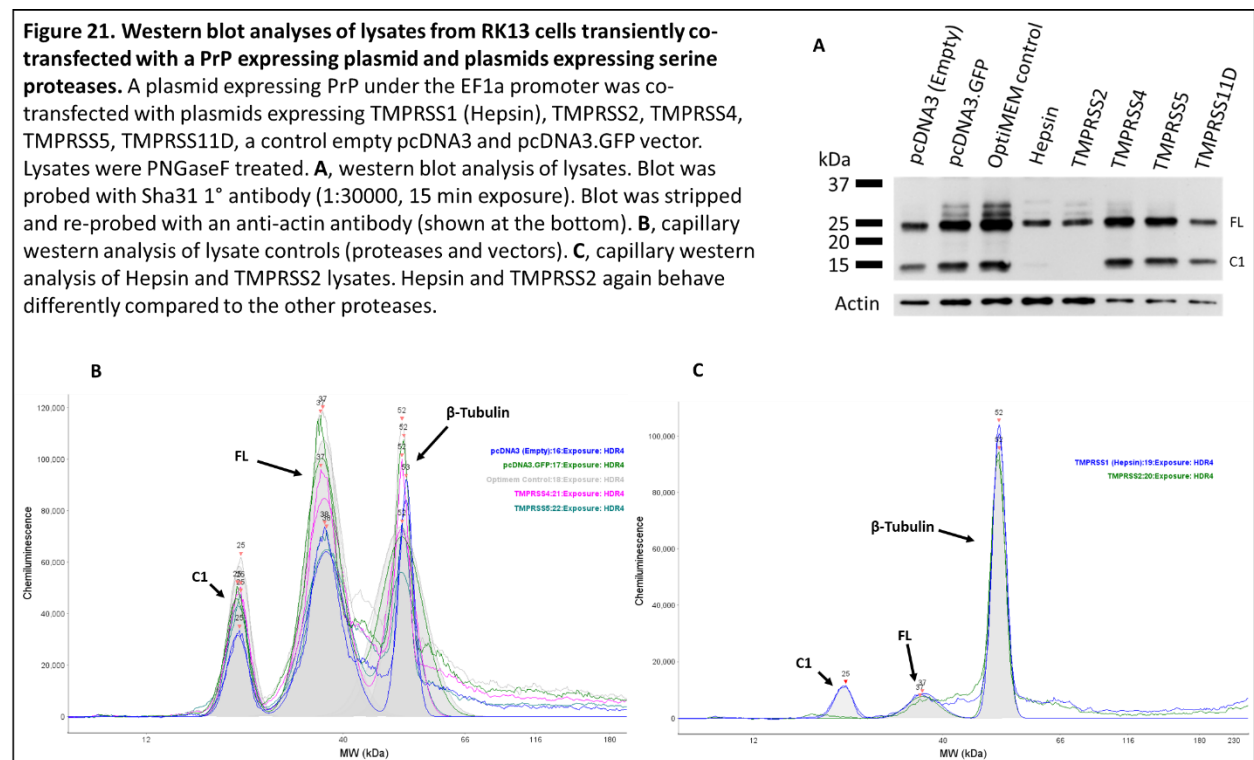 Figure 21. Western blot analyses of lysates from RK13 cells transiently co-
transfected with a PrP expressing plasmid and plasmids expressing serine
proteases. A plasmid expressing PrP under the EF1a promoter was co-
transfected with plasmids expressing TMPRSS1 (Hepsin), TMPRSS2, TMPRSS4,
TMPRSS5, TMPRSS11D, a control empty pcDNA3 and pcDNA3.GFP vector.
Lysates were PNGaseF treated. A, western blot analysis of lysates. Blot was
probed with Sha31 1° antibody (1:30000, 15 min exposure). Blot was stripped
and re-probed with an anti-actin antibody (shown at the bottom). B, capillary
western analysis of lysate controls (proteases and vectors). C, capillary western
analysis of Hepsin and TMPRSS2 lysates. Hepsin and TMPRSS2 again behave
differently compared to the other proteases.
A
pcDNA3 (Empty)
pcDNA3.GFP
OptiMEM control
Hepsin
TMPRSS2
TMPRSS4
TMPRSS5
TMPRSS11D
kDa
37
25
20
15
FL
C1
Actin
B
Chemiluminescence
120,000
100,000
80,000
60,000
40,000
20,000
0
C1
FL
β-Tubulin
25
37
37
38
52
52
53
pcDNA3 (Empty):16:Exposure: HDR4
pcDNA3.GFP:17:Exposure: HDR4
Optimem Control:18:Exposure: HDR4
TMPRSS4:21:Exposure: HDR4
TMPRSS5:22:Exposure: HDR4
12
40
66
116
180
MW (kDa)
C
Chemiluminescence
100,000
80,000
60,000
40,000
20,000
0
C1
FL
β-Tubulin
25
37
52
TMPRSS1 (Hepsin):19:Exposure: HDR4
TMPRSS2:20:Exposure: HDR4
12
40
66
116
180
230
MW (kDa)